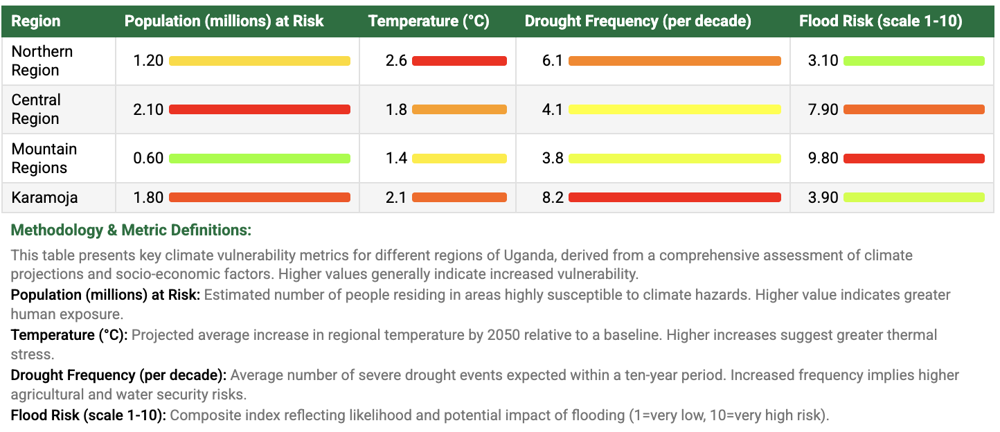 Region Population (millions) at Risk Temperature (°C) Drought Frequency (per decade) Flood Risk (scale 1-10)
Northern Region 1.20 2.6 6.1 3.10
Central Region 2.10 1.8 4.1 7.90
Mountain Regions 0.60 1.4 3.8 9.80
Karamoja 1.80 2.1 8.2 3.90
Methodology & Metric Definitions:
This table presents key climate vulnerability metrics for different regions of Uganda, derived from a comprehensive assessment of climate
projections and socio-economic factors. Higher values generally indicate increased vulnerability.
Population (millions) at Risk: Estimated number of people residing in areas highly susceptible to climate hazards. Higher value indicates greater
human exposure.
Temperature (°C): Projected average increase in regional temperature by 2050 relative to a baseline. Higher increases suggest greater thermal
stress.
Drought Frequency (per decade): Average number of severe drought events expected within a ten-year period. Increased frequency implies higher
agricultural and water security risks.
Flood Risk (scale 1-10): Composite index reflecting likelihood and potential impact of flooding (1=very low, 10=very high risk).